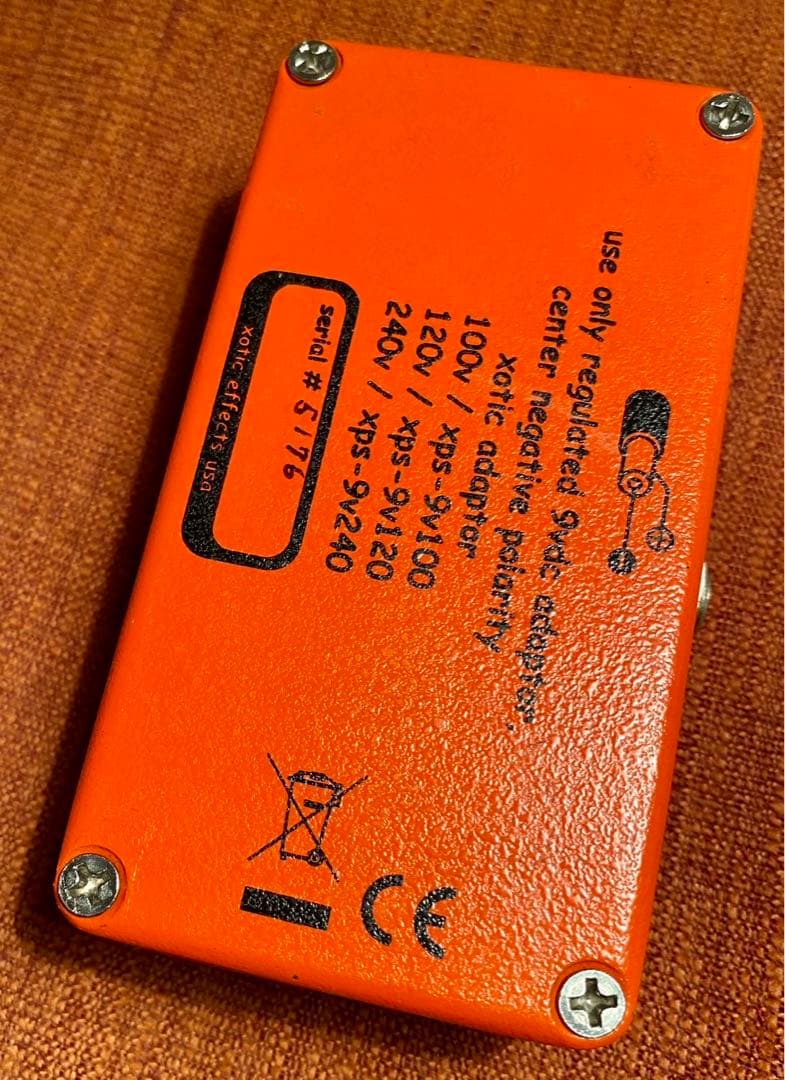 use only regulated 9vdc adaptor,
center negative polarity
xotic adaptor
100v / xps-9v100
120v / xps-9v120
240v / xps-9v240
serial # 5176
xotic effects usa
CE